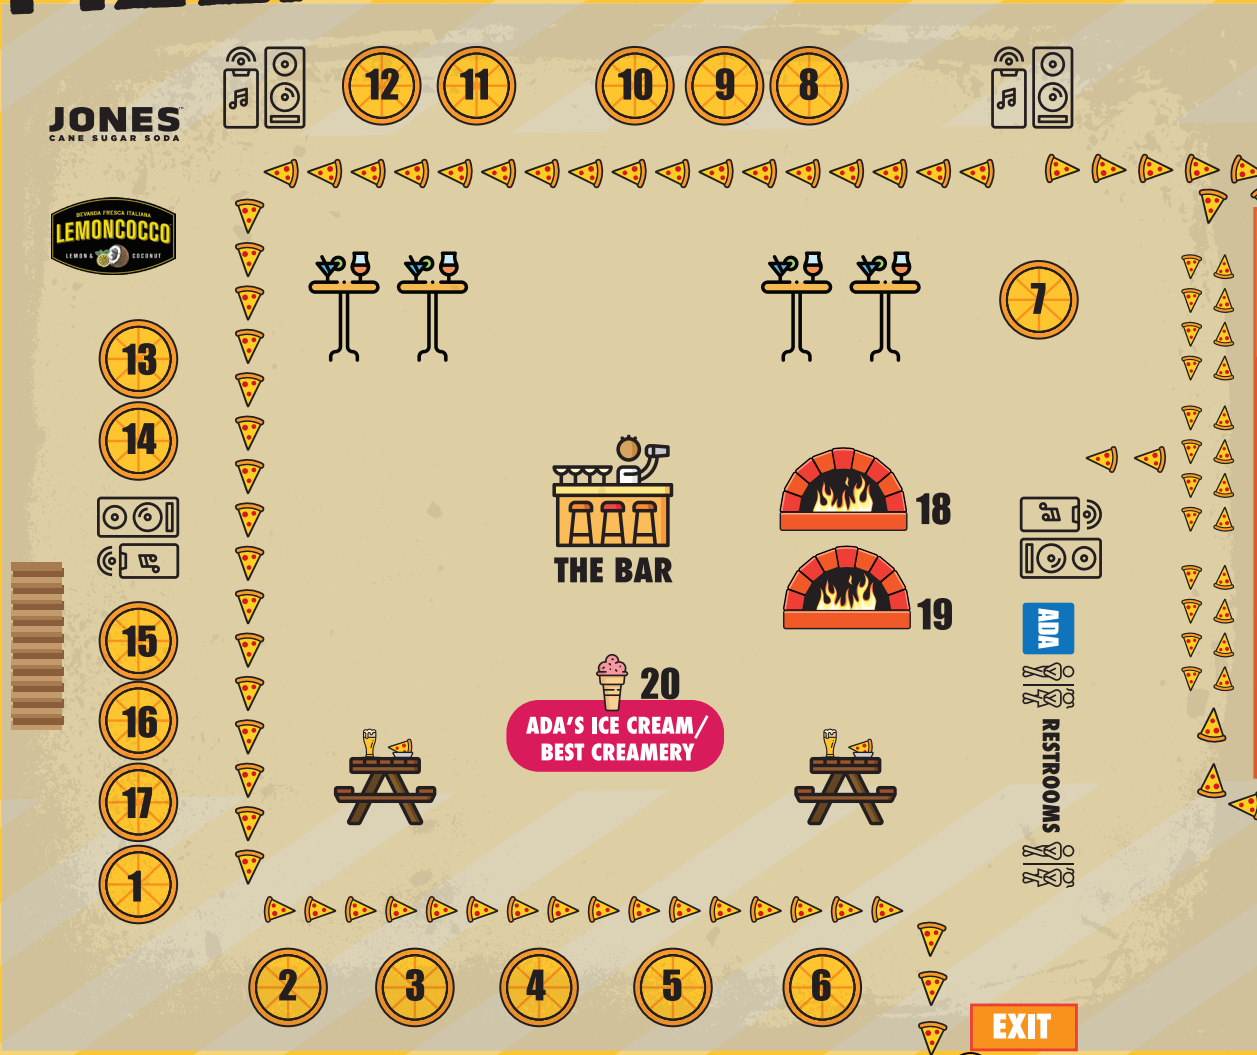 12
11
10
9
8
JONES
CANE SUGAR SODA
BEVANDA FRESCA ITALIANA
LEMONCOCCO
LEMON & COCONUT
7
13
14
18
THE BAR
19
ADA
15
20
16
ADA'S ICE CREAM/
BEST CREAMERY
RESTROOMS
17
1
2
3
4
5
6
EXIT